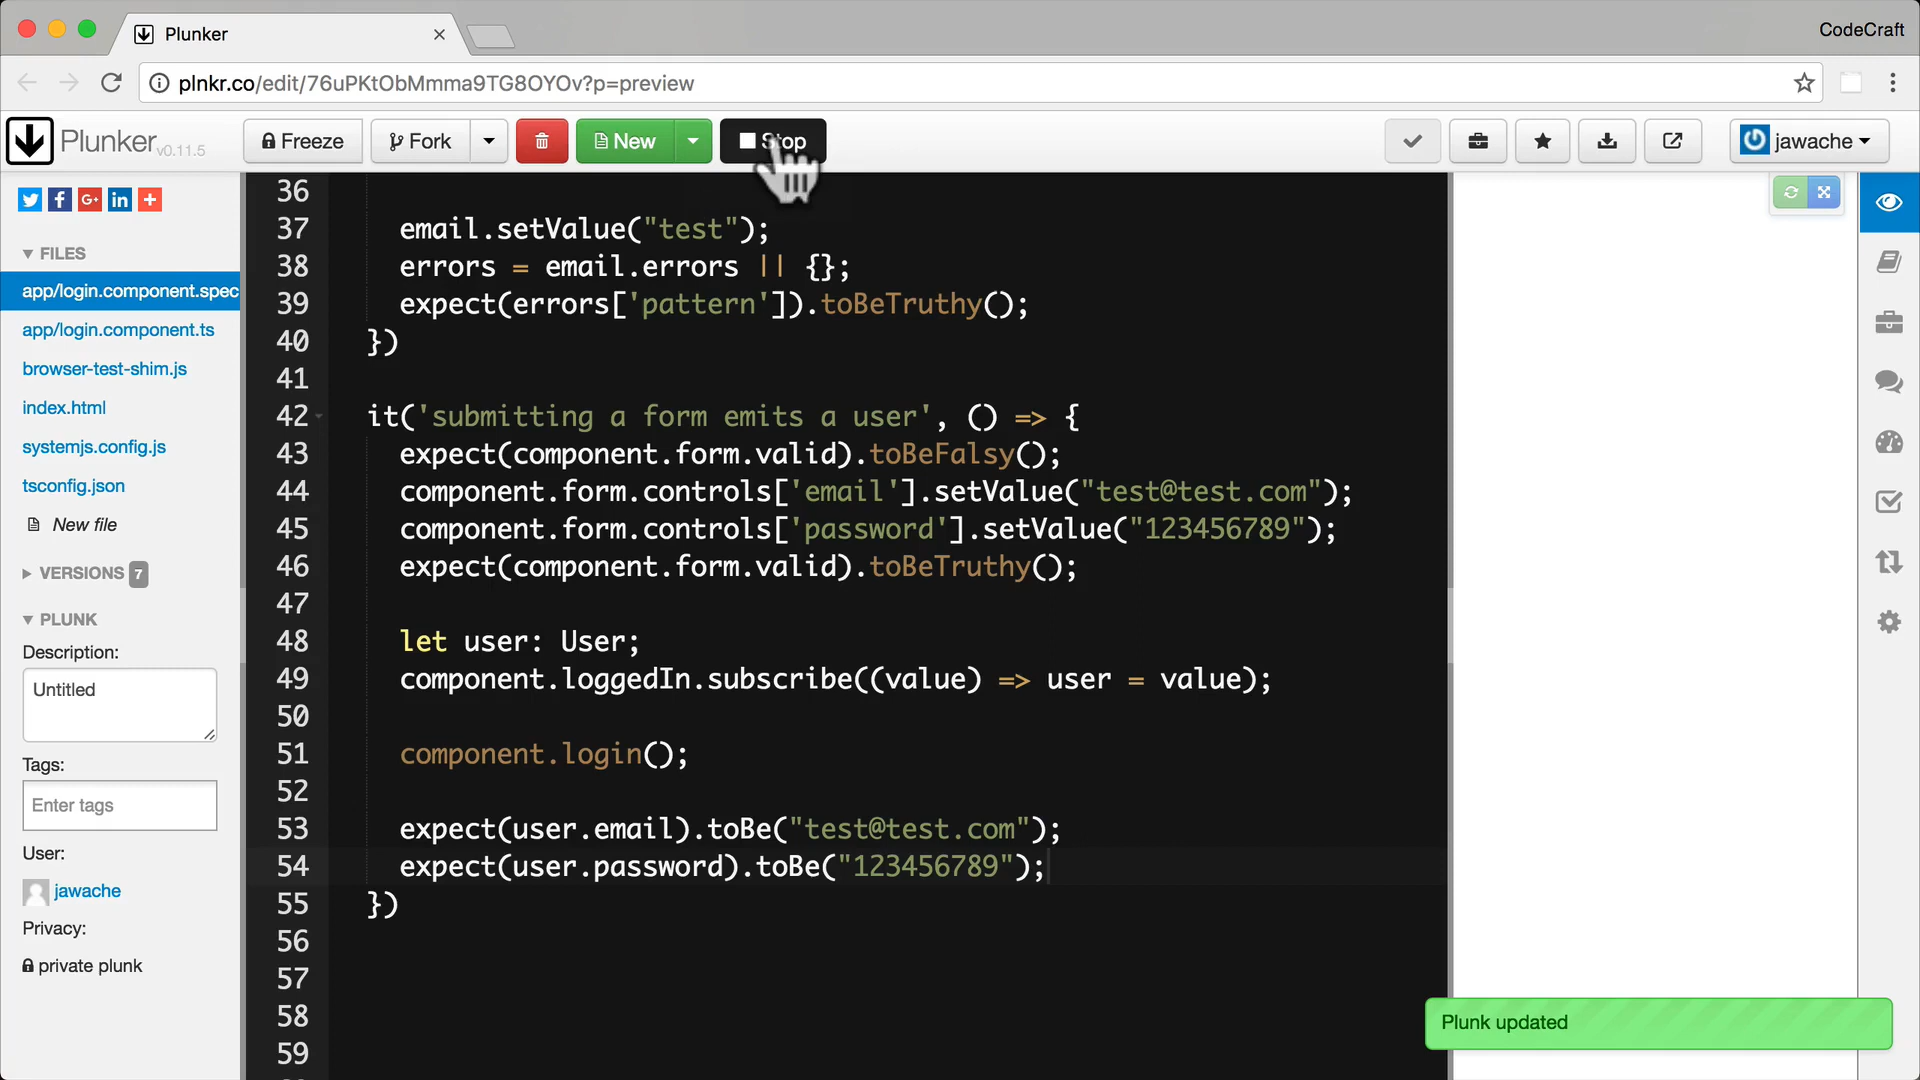 Plunker
CodeCraft
plnkr.co/edit/76uPKtObMmma9TG8OYOv?p=preview
Plunker v0.11.5
Freeze
Fork
New
Stop
jawache
FILES
app/login.component.spec
app/login.component.ts
browser-test-shim.js
index.html
systemjs.config.js
tsconfig.json
New file
VERSIONS 7
PLUNK
Description:
Untitled
Tags:
Enter tags
User:
jawache
Privacy:
private plunk
36
37 email.setValue("test");
38 errors = email.errors || {};
39 expect(errors['pattern']).toBeTruthy();
40 })
41
42 it('submitting a form emits a user', () => {
43 expect(component.form.valid).toBeFalsy();
44 component.form.controls['email'].setValue("test@test.com");
45 component.form.controls['password'].setValue("123456789");
46 expect(component.form.valid).toBeTruthy();
47
48 let user: User;
49 component.loggedIn.subscribe((value) => user = value);
50
51 component.login();
52
53 expect(user.email).toBe("test@test.com");
54 expect(user.password).toBe("123456789");
55 })
56
57
58
59
Plunk updated